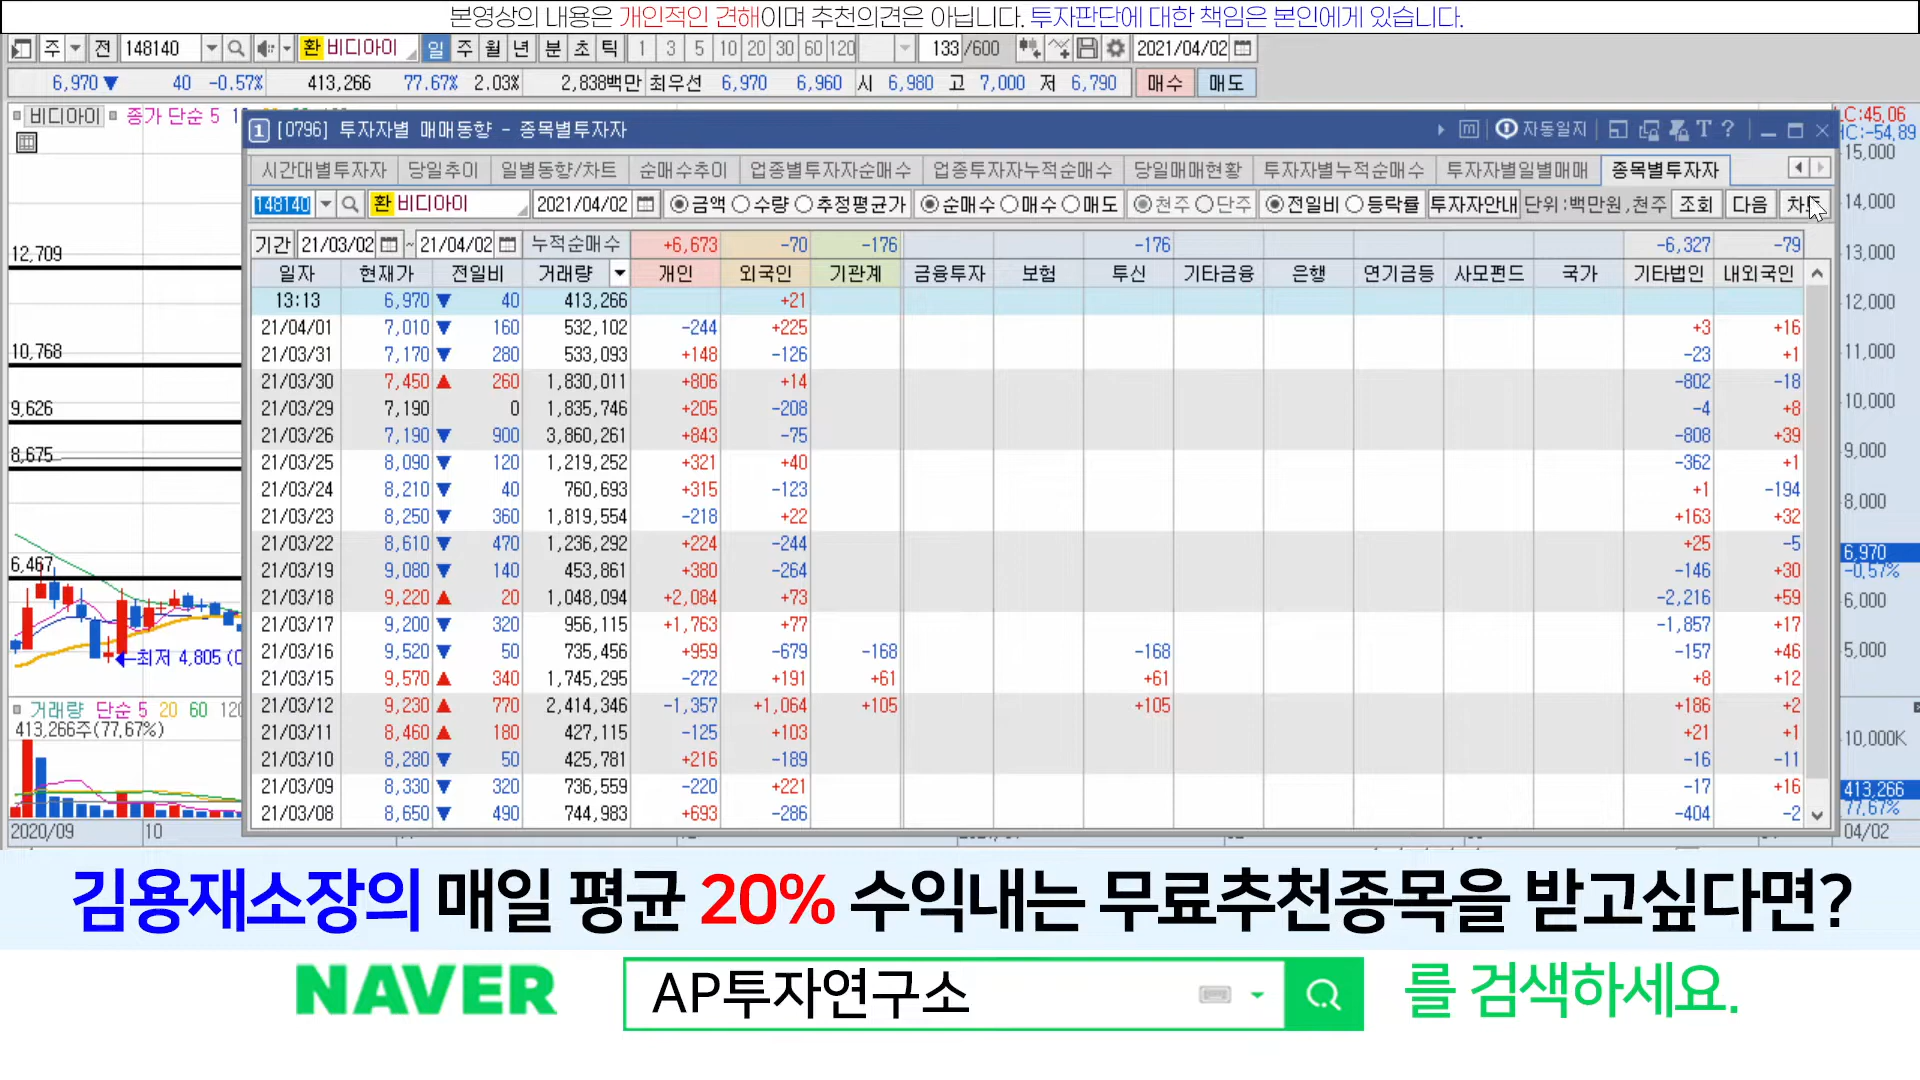 본영상의 내용은 개인적인 견해이며 추천의견은 아닙니다. 투자판단에 대한 책임은 본인에게 있습니다.
주 전 148140 환 비디아이 일 주 월 년 분 초 틱 1 3 5 10 20 30 60 120 133 /600 2021/04/02
6,970 ▼ 40 -0.57% 413,266 77.67% 2.03% 2,838백만 최우선 6,970 6,960 시 6,980 고 7,000 저 6,790 매수 매도
비디아이 종가 단순 5
LC:45,06
HC:-54,89
1 [0796] 투자자별 매매동향 - 종목별투자자 자동일지 T ?
시간대별투자자 당일추이 일별동향/차트 순매수추이 업종별투자자순매수 업종투자자누적순매수 당일매매현황 투자자별누적순매수 투자자별일별매매 종목별투자자
148140 환 비디아이 2021/04/02 금액 수량 추정평균가 순매수 매수 매도 천주 단주 전일비 등락률 투자자안내 단위:백만원,천주 조회 다음
기간 21/03/02 ~ 21/04/02 누적순매수 +6,673 -70 -176 -176 -6,327 -79
일자 현재가 전일비 거래량 개인 외국인 기관계 금융투자 보험 투신 기타금융 은행 연기금등 사모펀드 국가 기타법인 내외국인
13:13 6,970 ▼ 40 413,266 +21
21/04/01 7,010 ▼ 160 532,102 -244 +225 +3 +16
21/03/31 7,170 ▼ 280 533,093 +148 -126 -23 +1
21/03/30 7,450 ▲ 260 1,830,011 +806 +14 -802 -18
21/03/29 7,190 0 1,835,746 +205 -208 -4 +8
21/03/26 7,190 ▼ 900 3,860,261 +843 -75 -808 +39
21/03/25 8,090 ▼ 120 1,219,252 +321 +40 -362 +1
21/03/24 8,210 ▼ 40 760,693 +315 -123 +1 -194
21/03/23 8,250 ▼ 360 1,819,554 -218 +22 +163 +32
21/03/22 8,610 ▼ 470 1,236,292 +224 -244 +25 -5
21/03/19 9,080 ▼ 140 453,861 +380 -264 -146 +30
21/03/18 9,220 ▲ 20 1,048,094 +2,084 +73 -2,216 +59
21/03/17 9,200 ▼ 320 956,115 +1,763 +77 -1,857 +17
21/03/16 9,520 ▼ 50 735,456 +959 -679 -168 -168 -157 +46
21/03/15 9,570 ▲ 340 1,745,295 -272 +191 +61 +61 +8 +12
21/03/12 9,230 ▲ 770 2,414,346 -1,357 +1,064 +105 +105 +186 +2
21/03/11 8,460 ▲ 180 427,115 -125 +103 +21 +1
21/03/10 8,280 ▼ 50 425,781 +216 -189 -16 -11
21/03/09 8,330 ▼ 320 736,559 -220 +221 -17 +16
21/03/08 8,650 ▼ 490 744,983 +693 -286 -404 -2
12,709
10,768
9,626
8,675
6,467
최저 4,805
15,000
14,000
13,000
12,000
11,000
10,000
9,000
8,000
6,970
-0,57%
6,000
5,000
거래량 단순 5 20 60 120
413,266주(77,67%)
10,000K
413,266
77,67%
2020/09 10 04/02
김용재소장의 매일 평균 20% 수익내는 무료추천종목을 받고싶다면?
NAVER AP투자연구소 를 검색하세요.